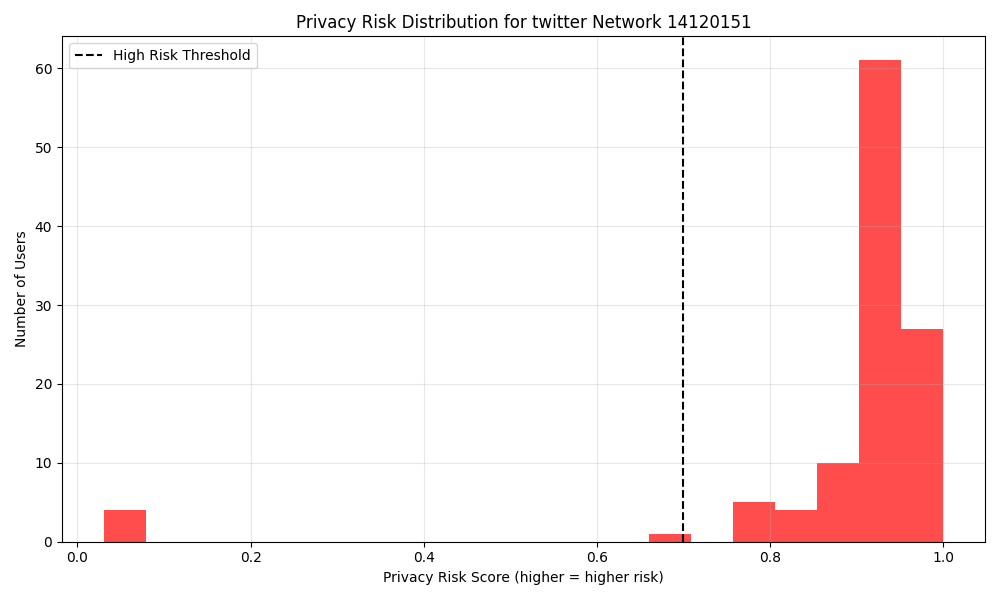 Privacy Risk Distribution for twitter Network 14120151
High Risk Threshold
Number of Users
60
50
40
30
20
10
0
0.0 0.2 0.4 0.6 0.8 1.0
Privacy Risk Score (higher = higher risk)